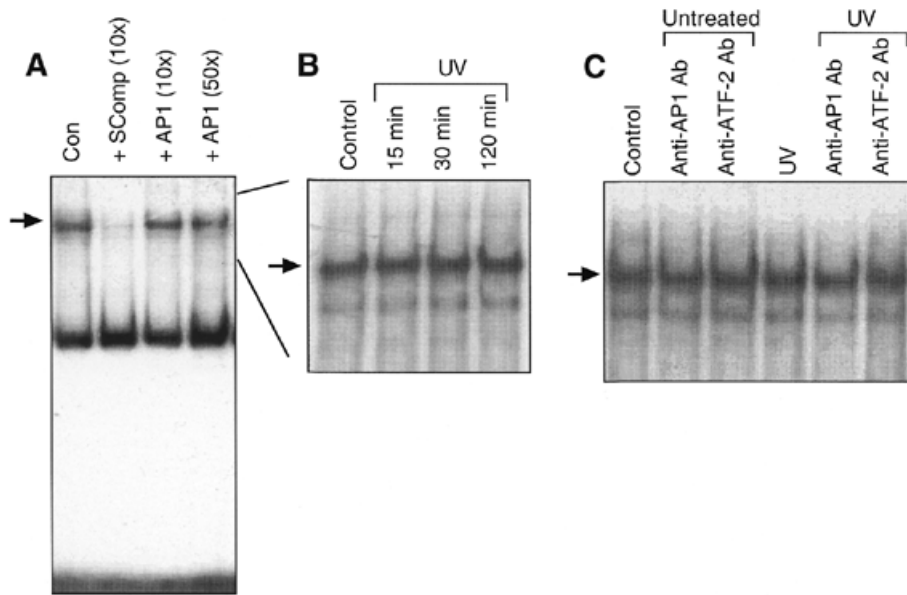 A
Con
+ SComp (10x)
+ AP1 (10x)
+ AP1 (50x)
B
UV
Control
15 min
30 min
120 min
C
Untreated
UV
Control
Anti-AP1 Ab
Anti-ATF-2 Ab
UV
Anti-AP1 Ab
Anti-ATF-2 Ab